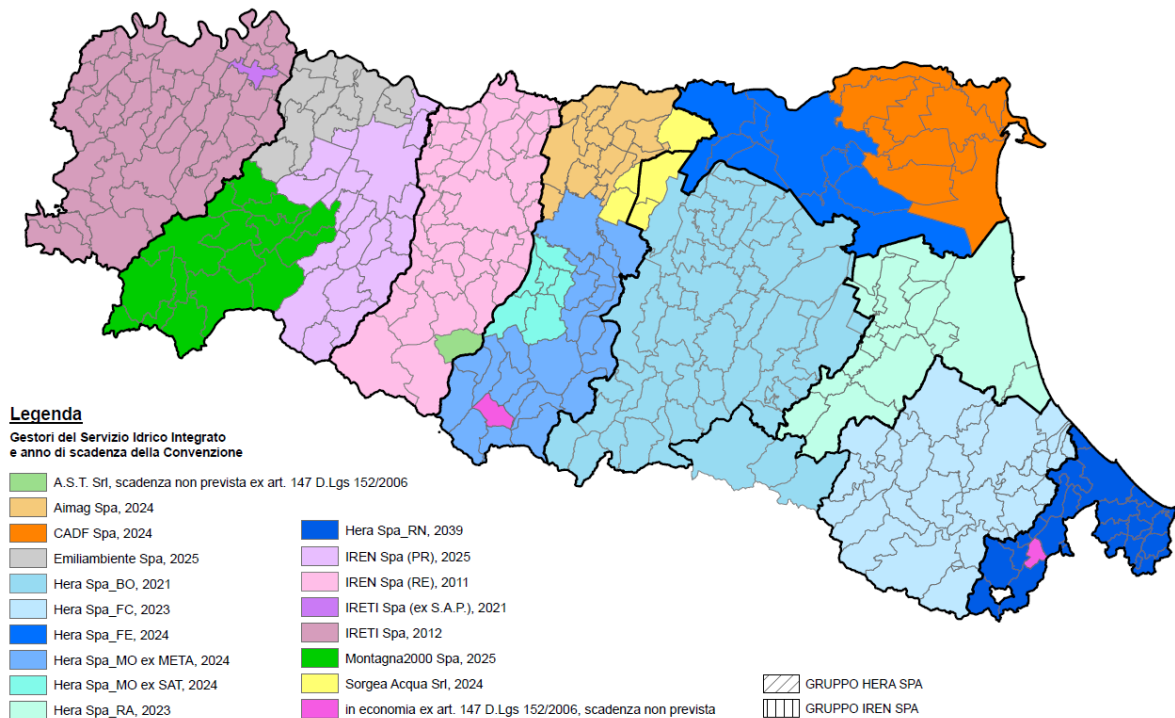 Legenda
Gestori del Servizio Idrico Integrato
e anno di scadenza della Convenzione
A.S.T. Srl, scadenza non prevista ex art. 147 D.Lgs 152/2006
Aimag Spa, 2024
CADF Spa, 2024
Emiliambiente Spa, 2025
Hera Spa_BO, 2021
Hera Spa_FC, 2023
Hera Spa_FE, 2024
Hera Spa_MO ex META, 2024
Hera Spa_MO ex SAT, 2024
Hera Spa_RA, 2023
Hera Spa_RN, 2039
IREN Spa (PR), 2025
IREN Spa (RE), 2011
IRETI Spa (ex S.A.P.), 2021
IRETI Spa, 2012
Montagna2000 Spa, 2025
Sorgea Acqua Srl, 2024
in economia ex art. 147 D.Lgs 152/2006, scadenza non prevista
GRUPPO HERA SPA
GRUPPO IREN SPA